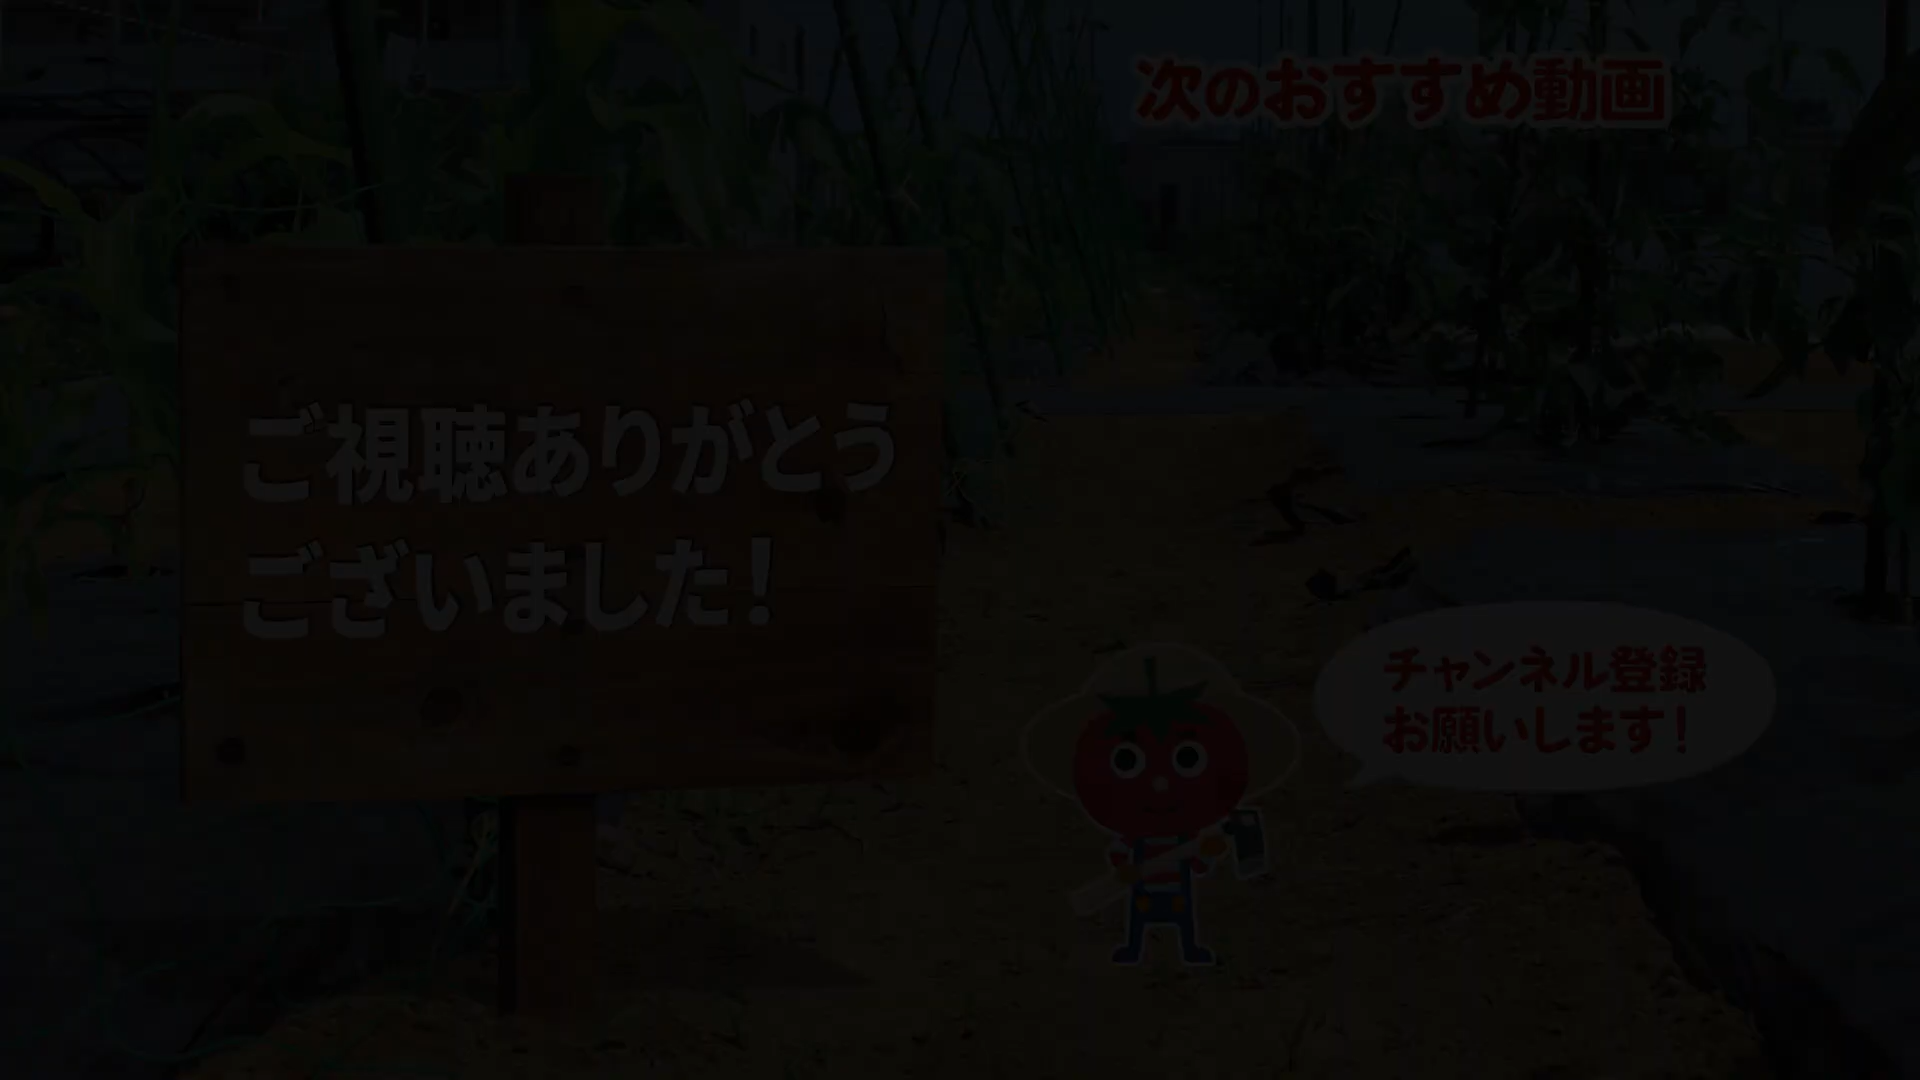 次のおすすめ動画
ご視聴ありがとう
ございました!
チャンネル登録
お願いします!